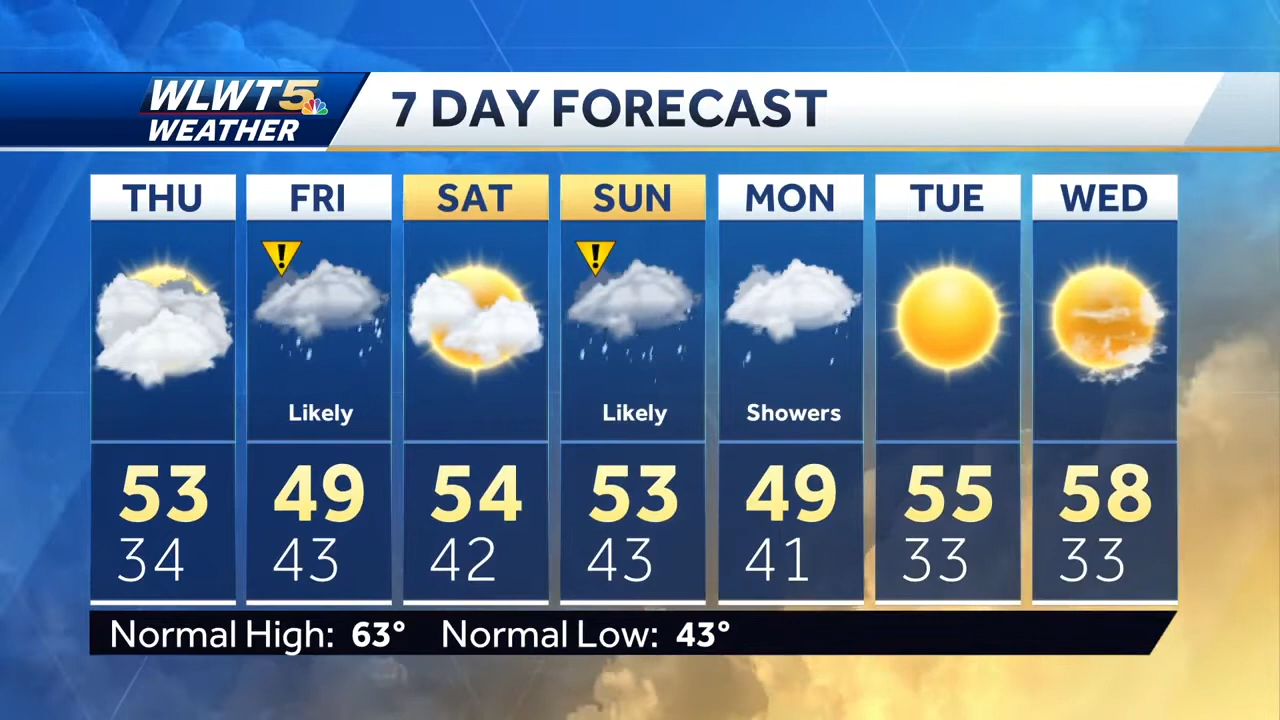 WLWT5
WEATHER
7 DAY FORECAST
THU FRI SAT SUN MON TUE WED
! !
Likely Likely Showers
53 49 54 53 49 55 58
34 43 42 43 41 33 33
Normal High: 63° Normal Low: 43°